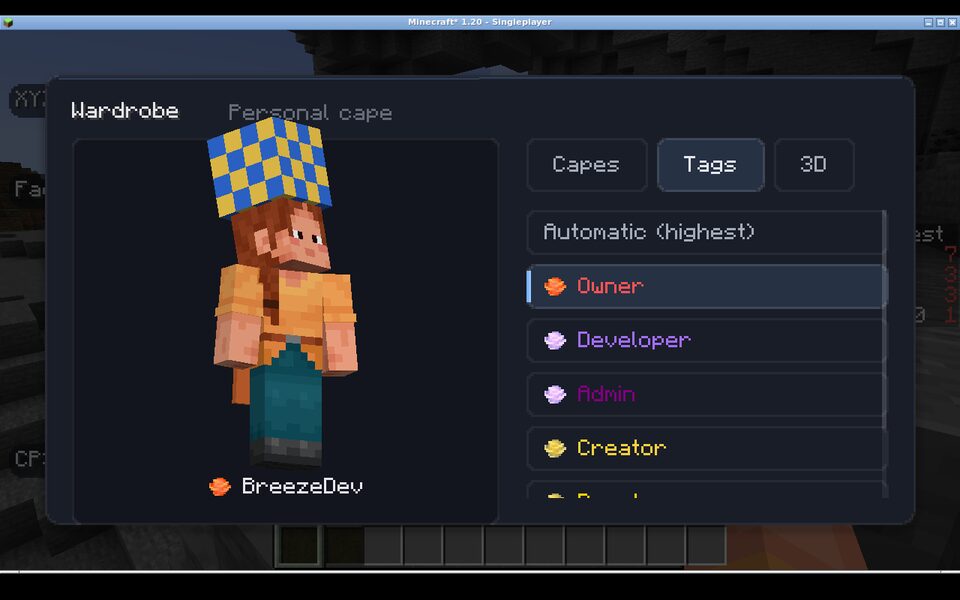 Minecraft* 1.20 - Singleplayer
Wardrobe
Personal cape
Capes
Tags
3D
Automatic (highest)
Owner
Developer
Admin
Creator
BreezeDev